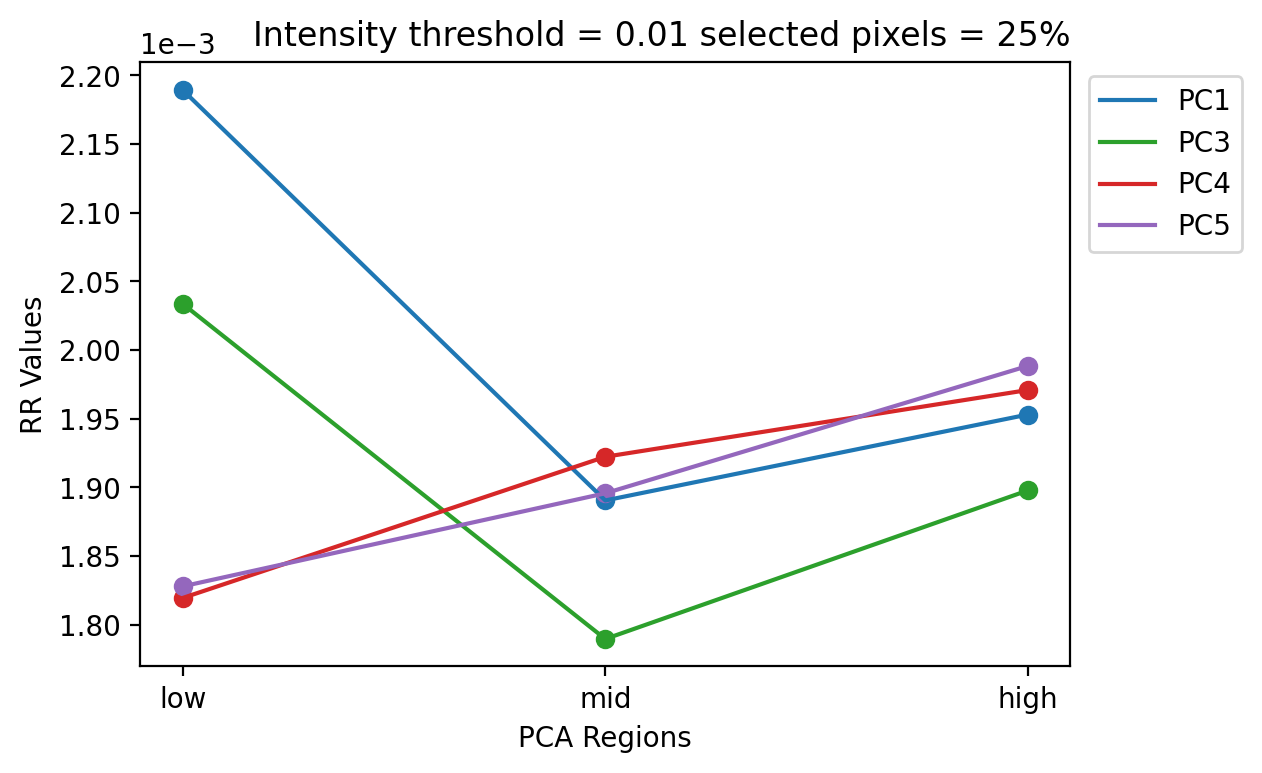 1e−3
Intensity threshold = 0.01 selected pixels = 25%
2.20
2.15
2.10
2.05
2.00
1.95
1.90
1.85
1.80
RR Values
low
mid
high
PCA Regions
PC1
PC3
PC4
PC5